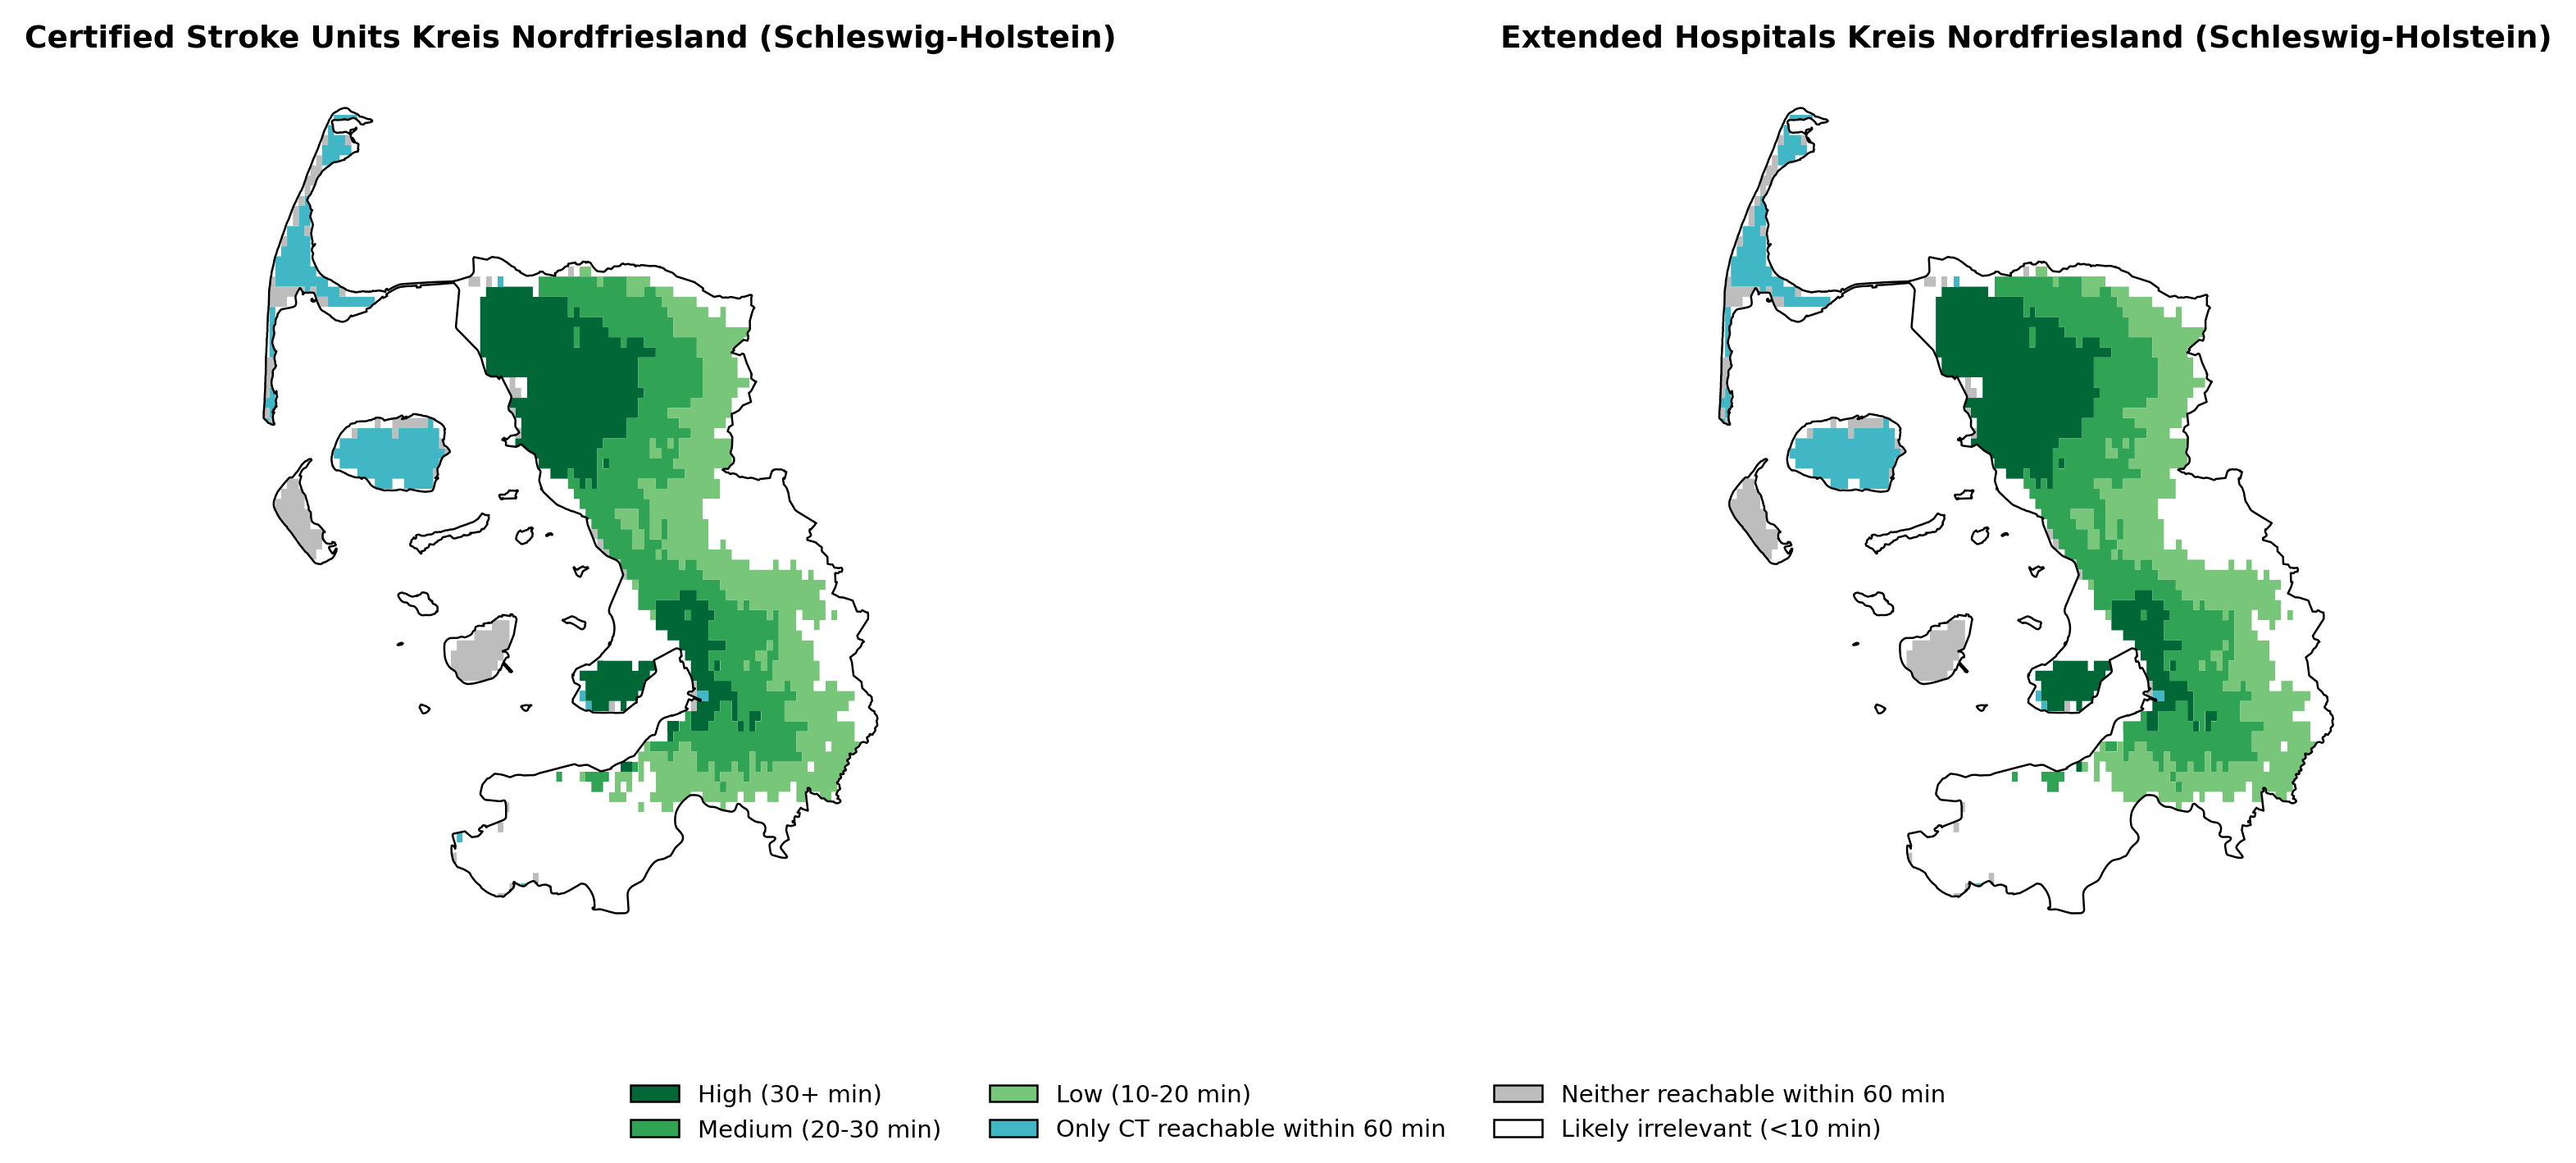 Certified Stroke Units Kreis Nordfriesland (Schleswig-Holstein)
Extended Hospitals Kreis Nordfriesland (Schleswig-Holstein)
High (30+ min)
Medium (20-30 min)
Low (10-20 min)
Only CT reachable within 60 min
Neither reachable within 60 min
Likely irrelevant (<10 min)